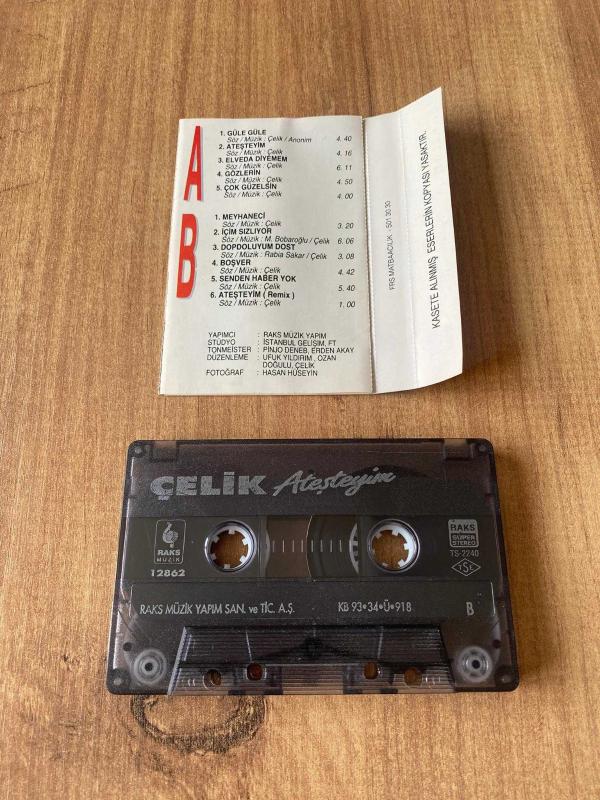 A
1. GÜLE GÜLE
Söz / Müzik : Çelik / Anonim 4. 40
2. ATEŞTEYİM
Söz / Müzik : Çelik 4. 16
3. ELVEDA DİYEMEM
Söz / Müzik : Çelik 6. 11
4. GÖZLERİN
Söz / Müzik : Çelik 4. 50
5. ÇOK GÜZELSİN
Söz / Müzik : Çelik 4. 00
B
1. MEYHANECİ
Söz / Müzik : Çelik 3. 20
2. İÇİM SIZLIYOR
Söz / Müzik : M. Bobaroğlu / Çelik 6. 06
3. DOPDOLUYUM DOST
Söz / Müzik : Rabia Sakar / Çelik 3. 08
4. BOŞVER
Söz / Müzik : Çelik 4. 42
5. SENDEN HABER YOK
Söz / Müzik : Çelik 5. 40
6. ATEŞTEYİM ( Remix )
Söz / Müzik : Çelik 1. 00
YAPIMCI : RAKS MÜZİK YAPIM
STÜDYO : İSTANBUL GELİŞİM, FT
TONMEİSTER : PİNJO DENEB, ERDEN AKAY
DÜZENLEME : UFUK YILDIRIM , OZAN
DOĞULU, ÇELİK
FOTOĞRAF : HASAN HÜSEYİN
FRS MATBAACILIK : 501 30 30
KASETE ALINMIŞ ESERLERİN KOPYASI YASAKTIR.
ÇELİK Ateşteyim
RAKS
MÜZİK
12862
RAKS
SÜPER
STEREO
TS-2240
TSE
RAKS MÜZİK YAPIM SAN. ve TİC. A.Ş. KB 93•34•Ü•918 B